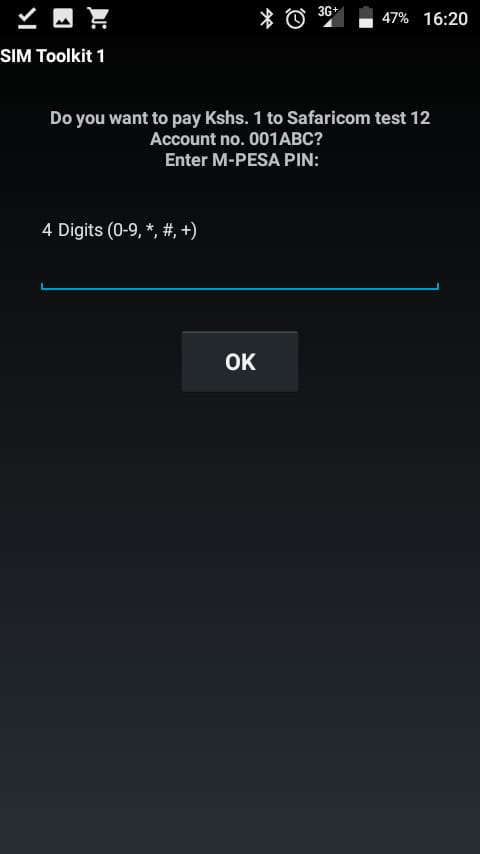 3G+ 47% 16:20
SIM Toolkit 1
Do you want to pay Kshs. 1 to Safaricom test 12
Account no. 001ABC?
Enter M-PESA PIN:
4 Digits (0-9, *, #, +)
OK